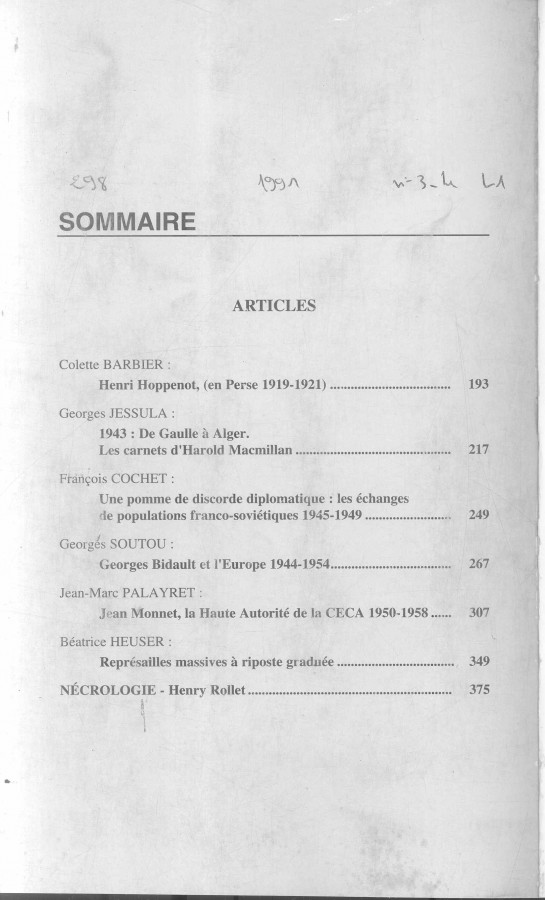 298 1991 n° 3-4 L1
SOMMAIRE
ARTICLES
Colette BARBIER :
Henri Hoppenot, (en Perse 1919-1921) .................................. 193
Georges JESSULA :
1943 : De Gaulle à Alger.
Les carnets d'Harold Macmillan ............................................ 217
François COCHET :
Une pomme de discorde diplomatique : les échanges
de populations franco-soviétiques 1945-1949 ........................ 249
Georges SOUTOU :
Georges Bidault et l'Europe 1944-1954.................................. 267
Jean-Marc PALAYRET :
Jean Monnet, la Haute Autorité de la CECA 1950-1958 ...... 307
Béatrice HEUSER :
Représailles massives à riposte graduée ................................. 349
NÉCROLOGIE - Henry Rollet.......................................................... 375